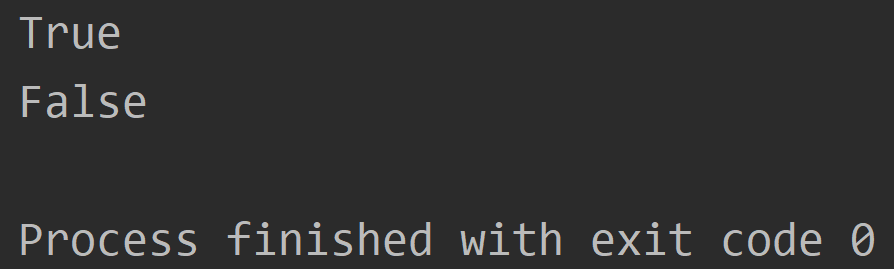 True
False
Process finished with exit code 0